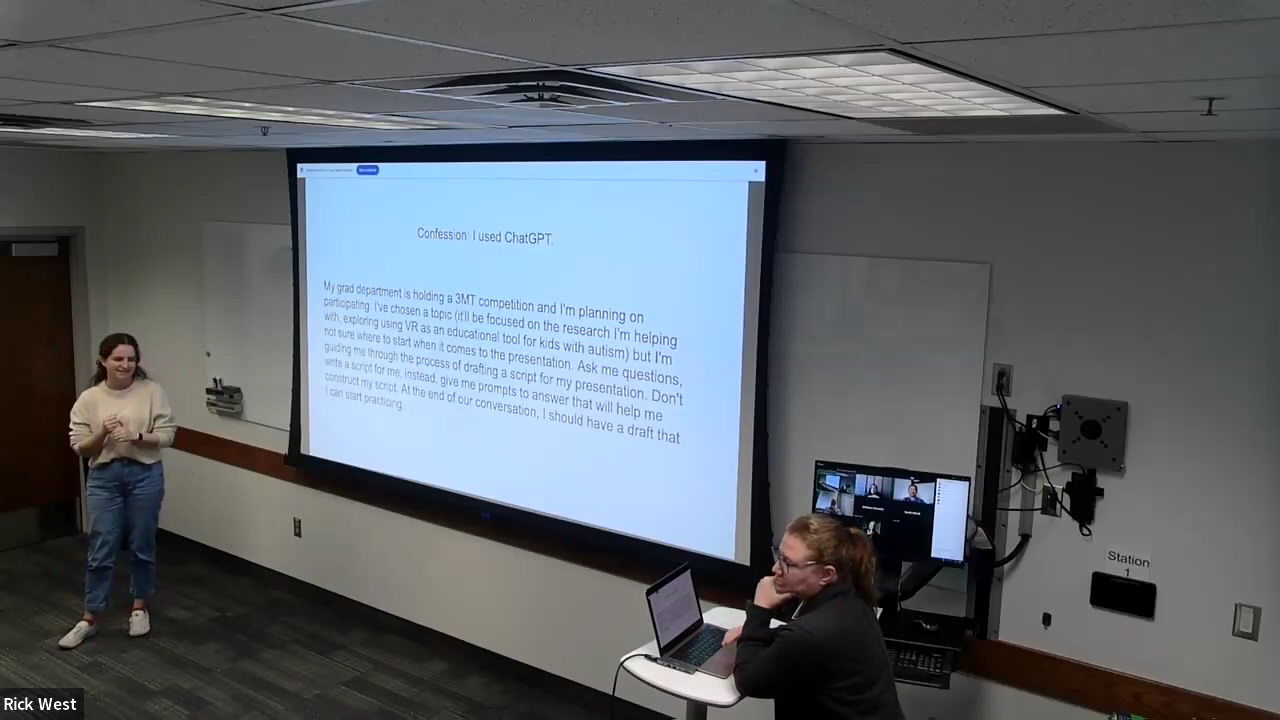 Confession: I used ChatGPT.
My grad department is holding a 3MT competition and I'm planning on
participating. I've chosen a topic (it'll be focused on the research I'm helping
with, exploring using VR as an educational tool for kids with autism) but I'm
not sure where to start when it comes to the presentation. Ask me questions,
guiding me through the process of drafting a script for my presentation. Don't
write a script for me, instead, give me prompts to answer that will help me
construct my script. At the end of our conversation, I should have a draft that
I can start practicing.
Station
1
Rick West